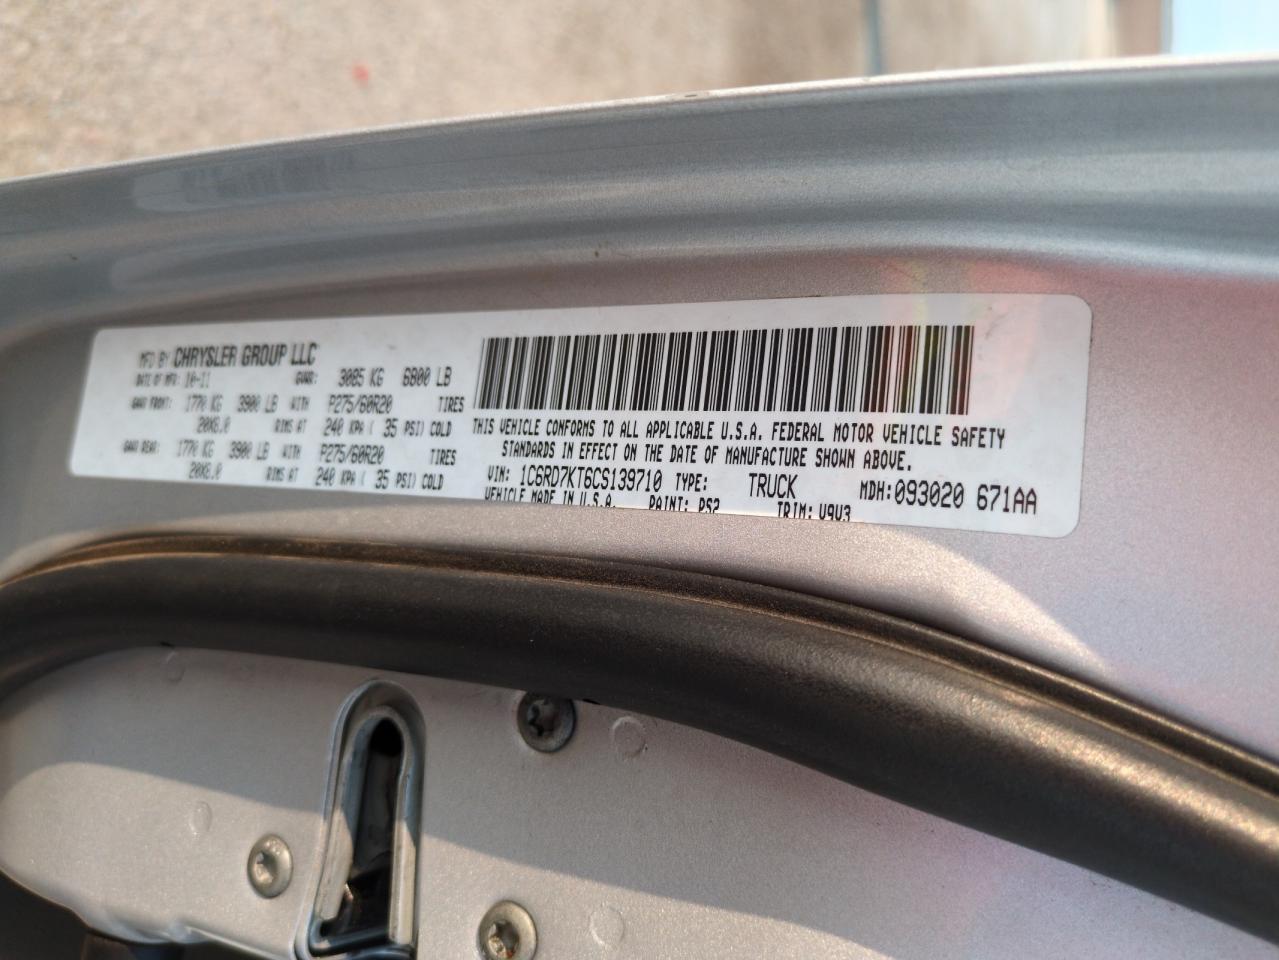 MFD BY CHRYSLER GROUP LLC
DATE OF MFR: 10-11 GVWR: 3085 KG 6800 LB
GAWR FRONT: 1770 KG 3900 LB WITH P275/60R20 TIRES
20X8.0 RIMS AT 240 KPA ( 35 PSI) COLD
GAWR REAR: 1770 KG 3900 LB WITH P275/60R20 TIRES
20X8.0 RIMS AT 240 KPA ( 35 PSI) COLD
THIS VEHICLE CONFORMS TO ALL APPLICABLE U.S.A. FEDERAL MOTOR VEHICLE SAFETY
STANDARDS IN EFFECT ON THE DATE OF MANUFACTURE SHOWN ABOVE.
VIN: 1C6RD7KT6CS139710 TYPE: TRUCK MDH:093020 671AA
VEHICLE MADE IN U.S.A. PAINT: PS2 TRIM: V9V3